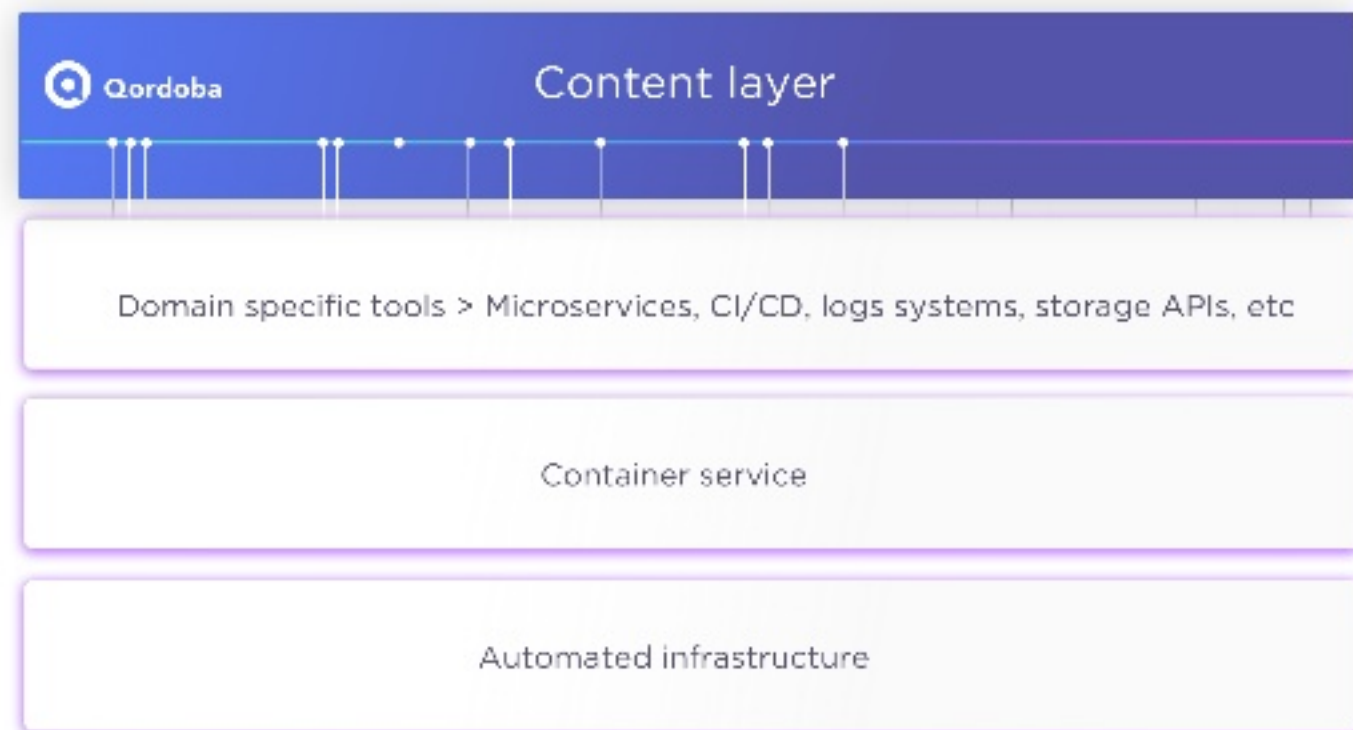 Qordoba
Content layer
Domain specific tools > Microservices, CI/CD, logs systems, storage APIs, etc
Container service
Automated infrastructure